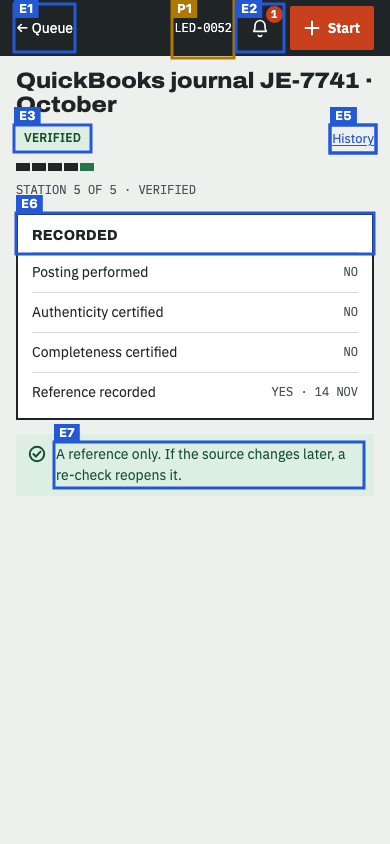 E1
← Queue
P1
LED-0052
E2
1
+ Start
QuickBooks journal JE-7741 ·
October
E3
VERIFIED
E5
History
STATION 5 OF 5 · VERIFIED
E6
RECORDED
Posting performed NO
Authenticity certified NO
Completeness certified NO
Reference recorded YES · 14 NOV
E7
A reference only. If the source changes later, a
re-check reopens it.